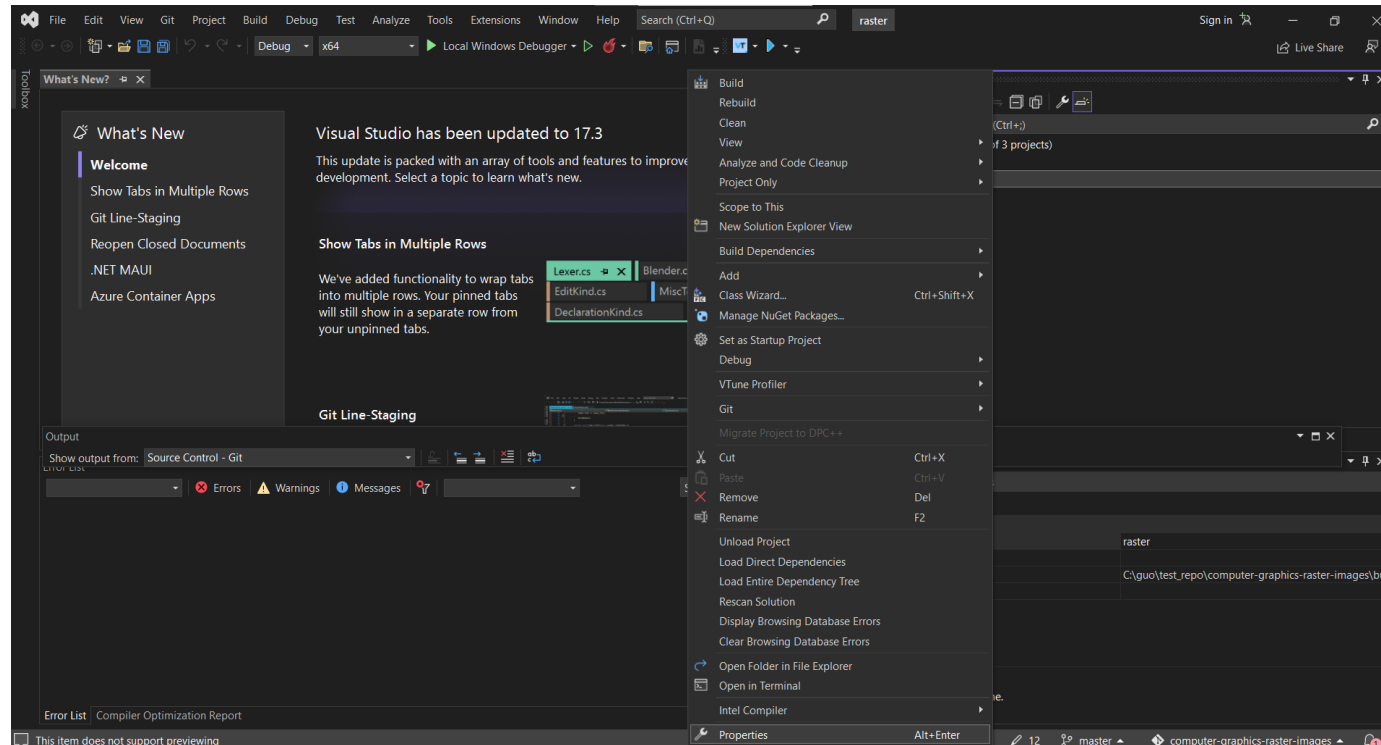 File Edit View Git Project Build Debug Test Analyze Tools Extensions Window Help Search (Ctrl+Q) raster Sign in
Debug x64 Local Windows Debugger Live Share
Toolbox
What's New?
What's New
Welcome
Show Tabs in Multiple Rows
Git Line-Staging
Reopen Closed Documents
.NET MAUI
Azure Container Apps
Visual Studio has been updated to 17.3
This update is packed with an array of tools and features to improve
development. Select a topic to learn what's new.
Show Tabs in Multiple Rows
We've added functionality to wrap tabs
into multiple rows. Your pinned tabs
will still show in a separate row from
your unpinned tabs.
Lexer.cs Blender.c
EditKind.cs MiscT
DeclarationKind.cs
Git Line-Staging
Build
Rebuild
Clean
View
Analyze and Code Cleanup
Project Only
Scope to This
New Solution Explorer View
Build Dependencies
Add
Class Wizard... Ctrl+Shift+X
Manage NuGet Packages...
Set as Startup Project
Debug
VTune Profiler
Git
Migrate Project to DPC++
Cut Ctrl+X
Paste Ctrl+V
Remove Del
Rename F2
Unload Project
Load Direct Dependencies
Load Entire Dependency Tree
Rescan Solution
Display Browsing Database Errors
Clear Browsing Database Errors
Open Folder in File Explorer
Open in Terminal
Intel Compiler
Properties Alt+Enter
(Ctrl+;)
of 3 projects)
Output
Show output from: Source Control - Git
Error List
Errors Warnings Messages
raster
C:\guo\test_repo\computer-graphics-raster-images\bu
ne.
Error List Compiler Optimization Report
This item does not support previewing 12 master computer-graphics-raster-images